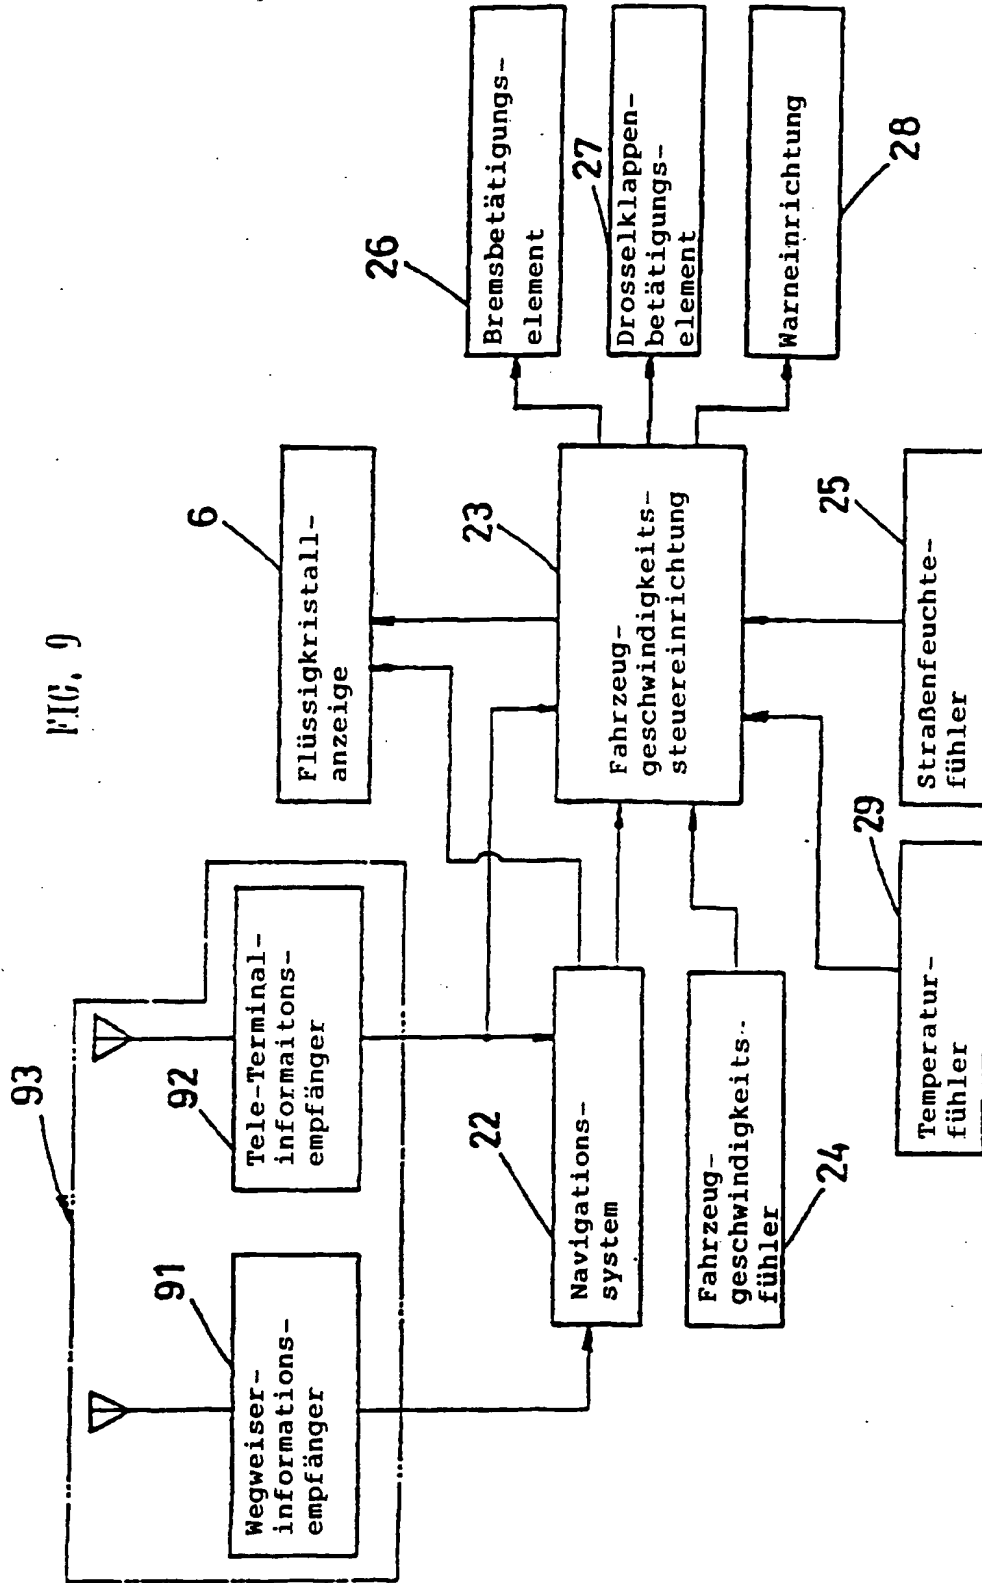 FIG. 9
93
91
Wegweiser-
informations-
empfänger
92
Tele-Terminal-
informaitons-
empfänger
6
Flüssigkristall-
anzeige
22
Navigations-
system
23
Fahrzeug-
geschwindigkeits-
steuereinrichtung
26
Bremsbetätigungs-
element
27
Drosselklappen-
betätigungs-
element
Warneinrichtung
28
Fahrzeug-
geschwindigkeits-
fühler
24
29
Temperatur-
fühler
25
Straßenfeuchte-
fühler